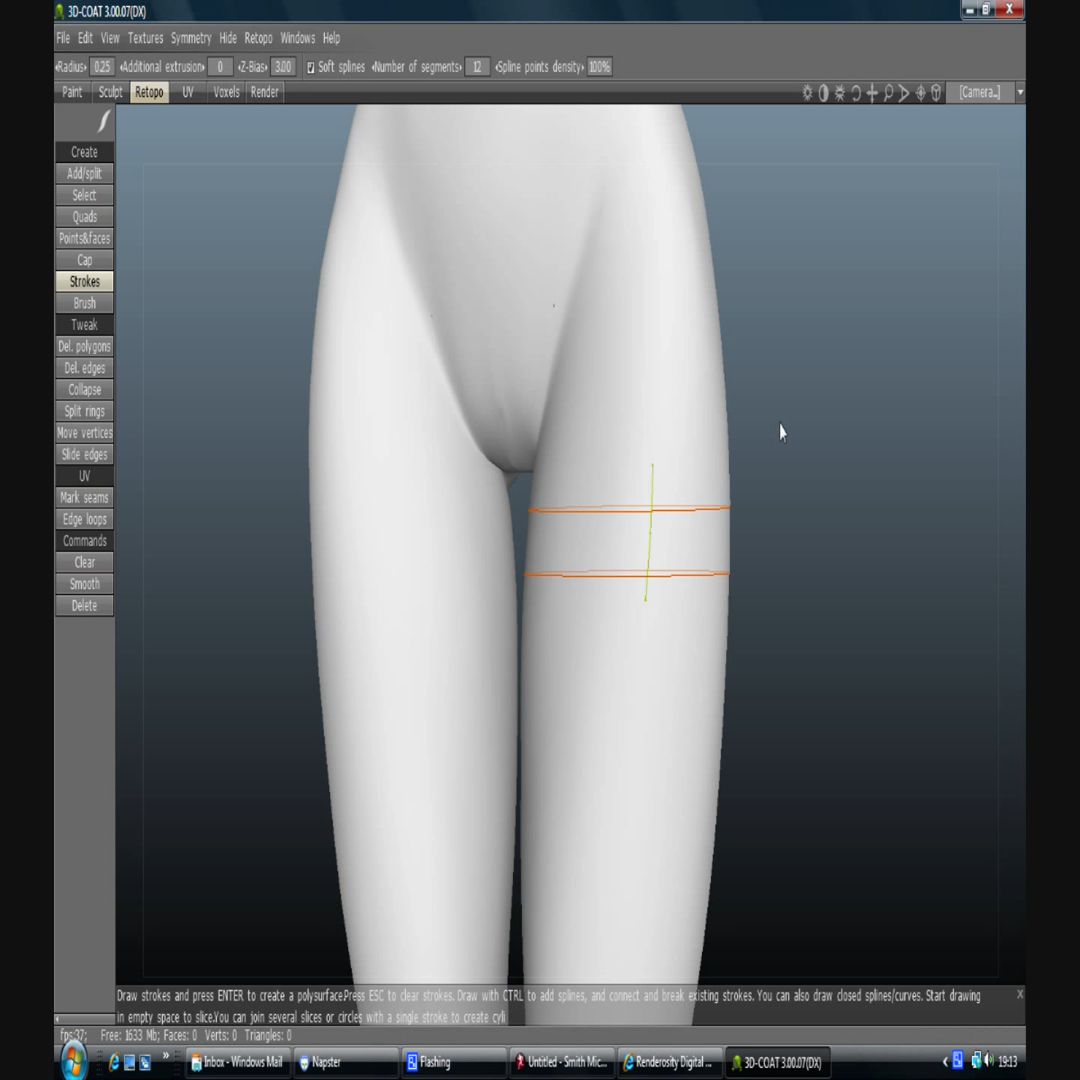 3D-COAT 3.00.07(DX)
File Edit View Textures Symmetry Hide Retopo Windows Help
Radius 0.25 Additional extrusion 0 Z-Bias 3.00 Soft splines Number of segments 12 Spline points density 100%
Paint Sculpt Retopo UV Voxels Render [Camera..]
Create
Add/split
Select
Quads
Points&faces
Cap
Strokes
Brush
Tweak
Del. polygons
Del. edges
Collapse
Split rings
Move vertices
Slide edges
UV
Mark seams
Edge loops
Commands
Clear
Smooth
Delete
Draw strokes and press ENTER to create a polysurface.Press ESC to clear strokes. Draw with CTRL to add splines, and connect and break existing strokes. You can also draw closed splines/curves. Start drawing X
in empty space to slice.You can join several slices or circles with a single stroke to create cyli
fps:37; Free: 1633 Mb; Faces: 0 Verts: 0 Triangles: 0
Inbox - Windows Mail Napster Flashing Untitled - Smith Mic... Renderosity Digital ... 3D-COAT 3.00.07(DX) 19:13